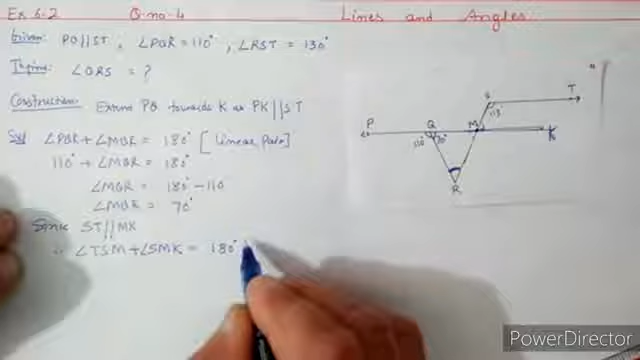 Ex 6.2 Q-no-4 Lines and Angles
Given: PQ||ST, ∠PQR = 110°, ∠RST = 130°
To prove: ∠QRS = ?
Construction: Extend PQ towards K as PK||ST
Sol ∠PQR + ∠MQR = 180° [Linear Pair]
110° + ∠MQR = 180°
∠MQR = 180° - 110
∠MQR = 70°
Since ST||MK
∴ ∠TSM + ∠SMK = 180°
S T
P Q M K
110° 70°
R
PowerDirector